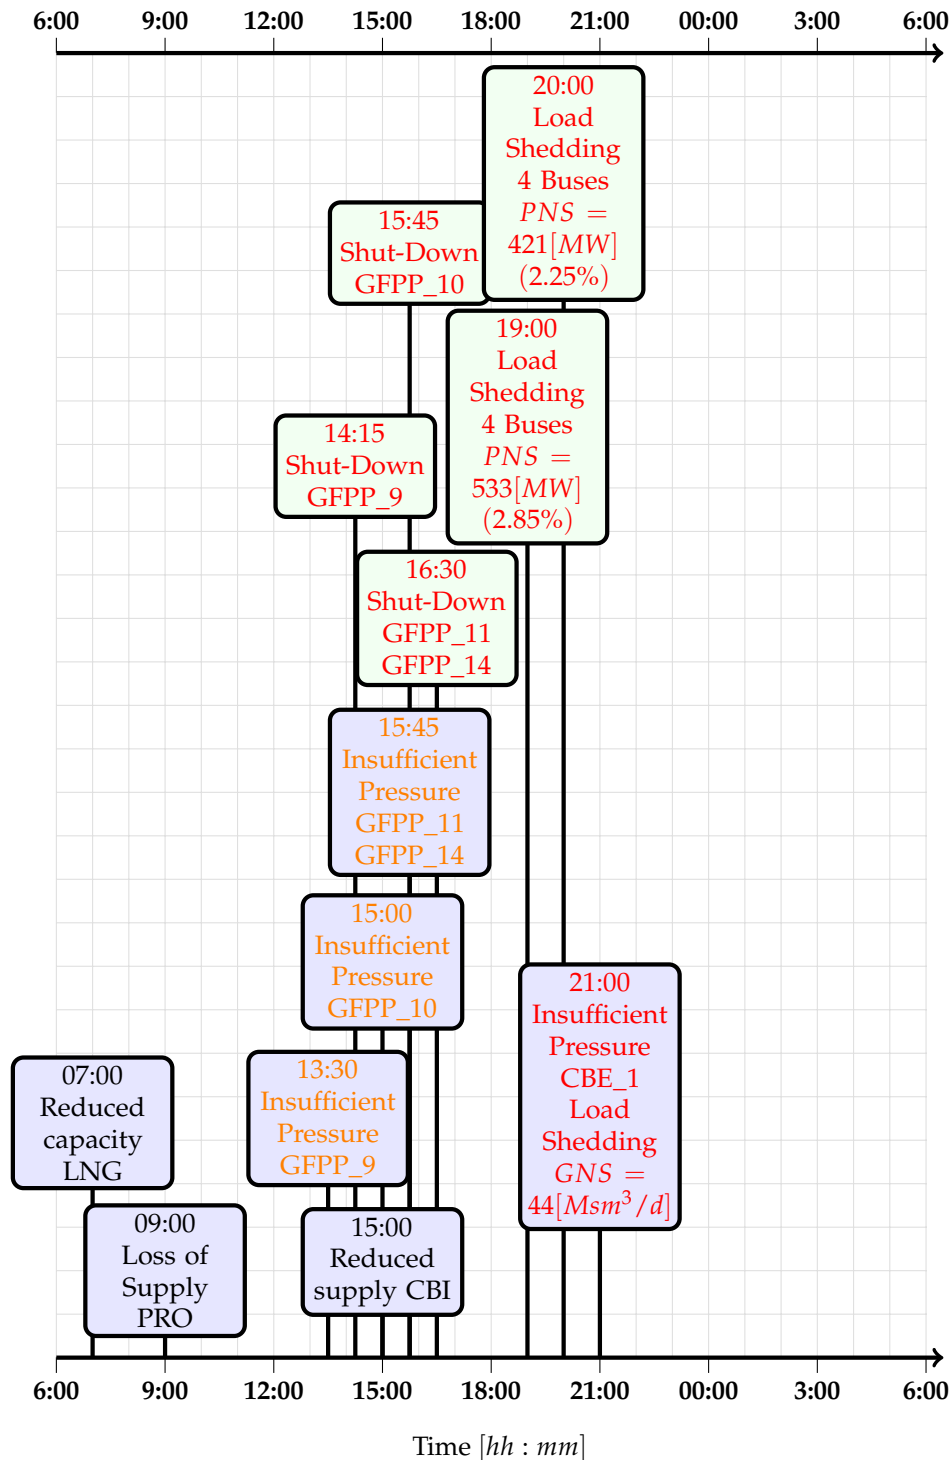 6:00 9:00 12:00 15:00 18:00 21:00 00:00 3:00 6:00
20:00
Load
Shedding
4 Buses
PNS =
421[MW]
(2.25%)
15:45
Shut-Down
GFPP_10
19:00
Load
Shedding
4 Buses
PNS =
533[MW]
(2.85%)
14:15
Shut-Down
GFPP_9
16:30
Shut-Down
GFPP_11
GFPP_14
15:45
Insufficient
Pressure
GFPP_11
GFPP_14
15:00
Insufficient
Pressure
GFPP_10
21:00
Insufficient
Pressure
CBE_1
Load
Shedding
GNS =
44[Msm³/d]
13:30
Insufficient
Pressure
GFPP_9
07:00
Reduced
capacity
LNG
09:00
Loss of
Supply
PRO
15:00
Reduced
supply CBI
6:00 9:00 12:00 15:00 18:00 21:00 00:00 3:00 6:00
Time [hh : mm]